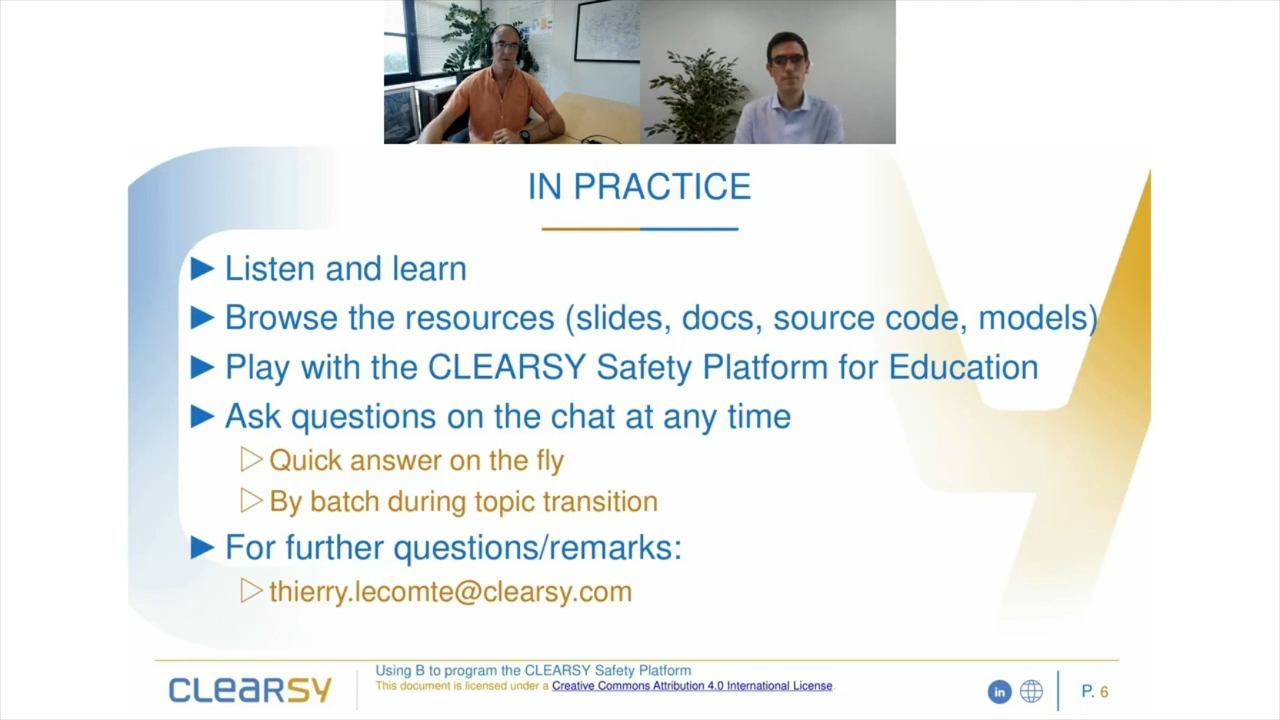 IN PRACTICE
Listen and learn
Browse the resources (slides, docs, source code, models)
Play with the CLEARSY Safety Platform for Education
Ask questions on the chat at any time
Quick answer on the fly
By batch during topic transition
For further questions/remarks:
thierry.lecomte@clearsy.com
CLEARSY
Using B to program the CLEARSY Safety Platform
This document is licensed under a Creative Commons Attribution 4.0 International License
in
P. 6